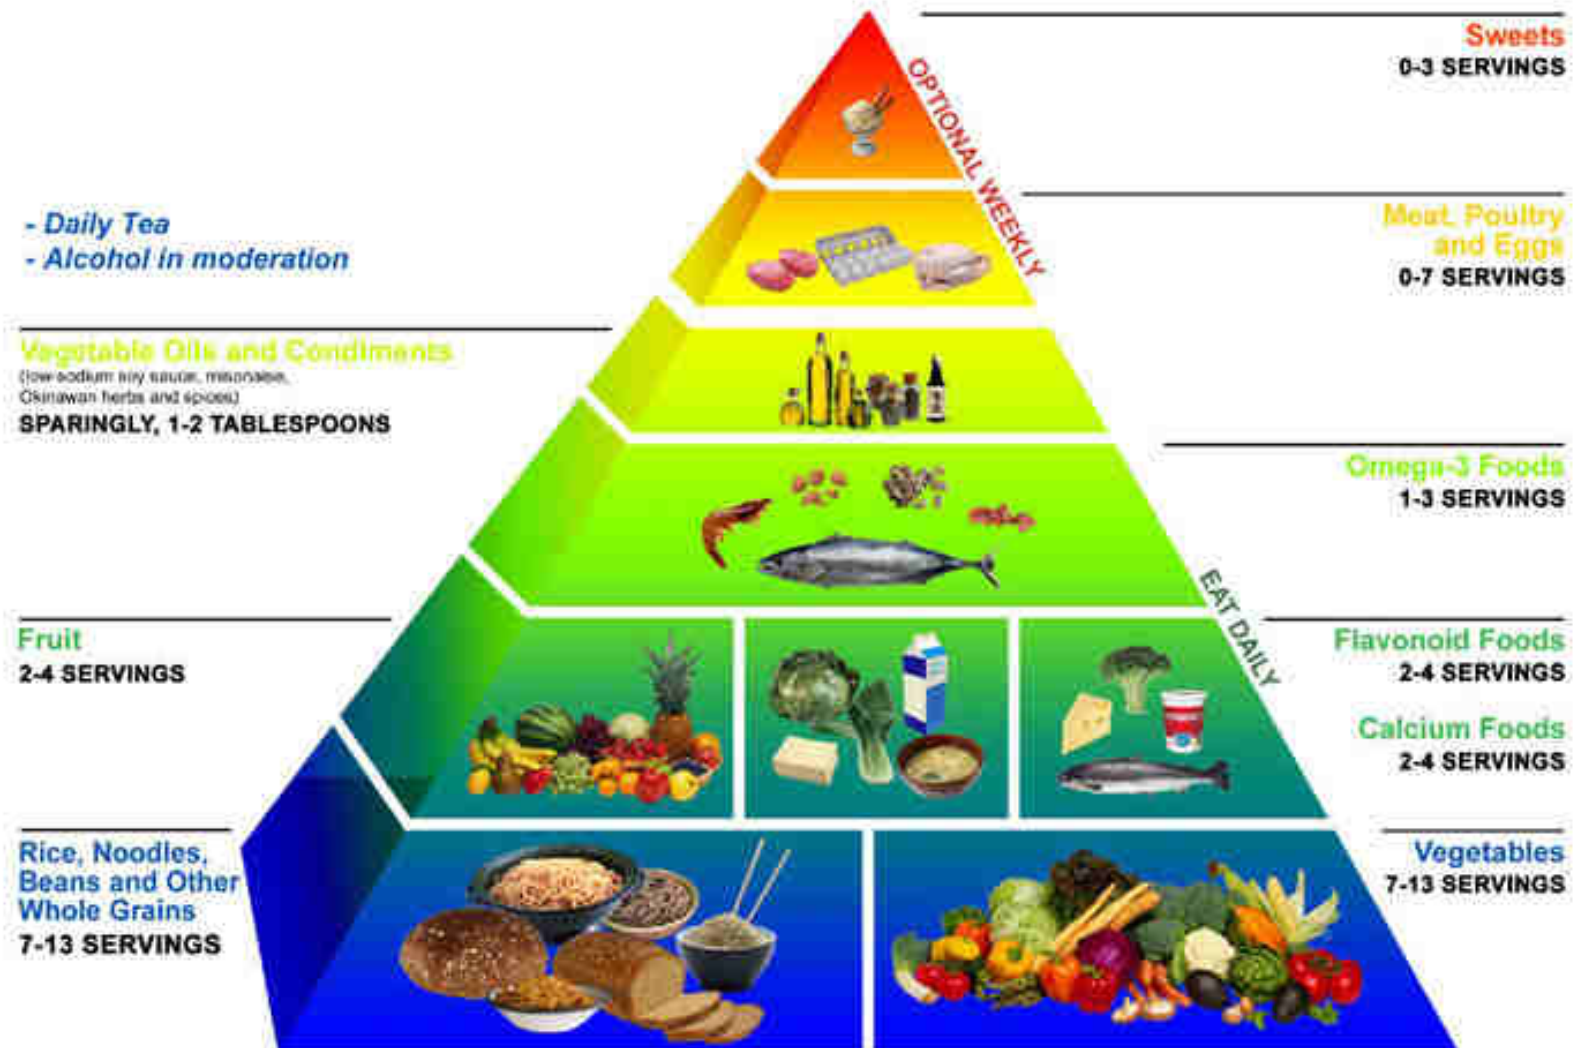 Sweets
0-3 SERVINGS
OPTIONAL WEEKLY
- Daily Tea
- Alcohol in moderation
Meat, Poultry
and Eggs
0-7 SERVINGS
Vegetable Oils and Condiments
(low-sodium soy sauce,
Okinawan herbs and spices)
SPARINGLY, 1-2 TABLESPOONS
Omega-3 Foods
1-3 SERVINGS
EAT DAILY
Fruit
2-4 SERVINGS
Flavonoid Foods
2-4 SERVINGS
Calcium Foods
2-4 SERVINGS
Rice, Noodles,
Beans and Other
Whole Grains
7-13 SERVINGS
Vegetables
7-13 SERVINGS